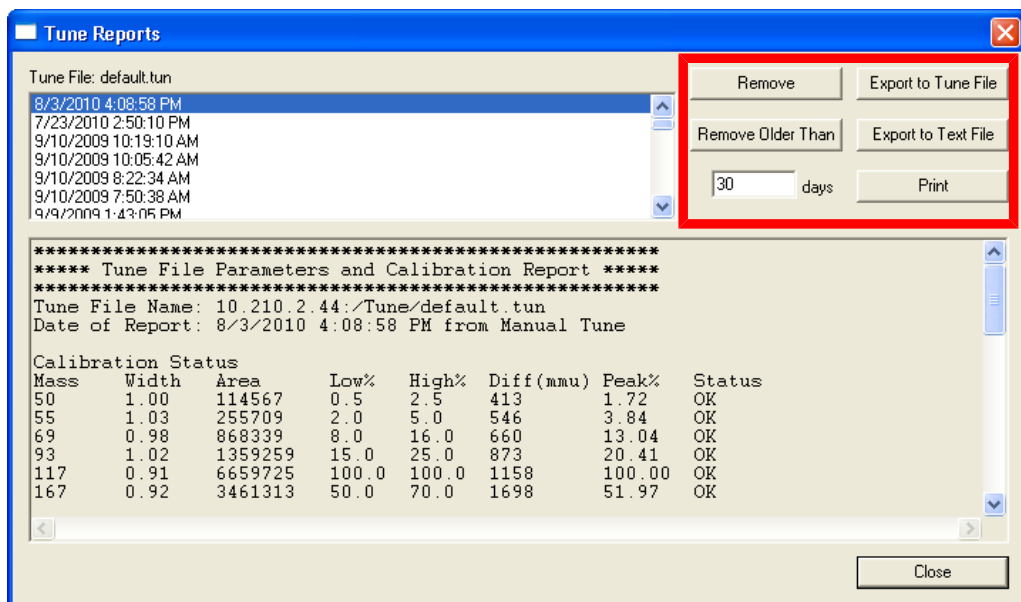 Tune Reports
Tune File: default.tun
8/3/2010 4:08:58 PM
7/23/2010 2:50:10 PM
9/10/2009 10:19:10 AM
9/10/2009 10:05:42 AM
9/10/2009 8:22:34 AM
9/10/2009 7:50:38 AM
9/9/2009 1:43:05 PM
Remove
Export to Tune File
Remove Older Than
Export to Text File
30 days
Print
*******************************************************
***** Tune File Parameters and Calibration Report *****
*******************************************************
Tune File Name: 10.210.2.44:/Tune/default.tun
Date of Report: 8/3/2010 4:08:58 PM from Manual Tune
Calibration Status
Mass Width Area Low% High% Diff(mmu) Peak% Status
50 1.00 114567 0.5 2.5 413 1.72 OK
55 1.03 255709 2.0 5.0 546 3.84 OK
69 0.98 868339 8.0 16.0 660 13.04 OK
93 1.02 1359259 15.0 25.0 873 20.41 OK
117 0.91 6659725 100.0 100.0 1158 100.00 OK
167 0.92 3461313 50.0 70.0 1698 51.97 OK
Close